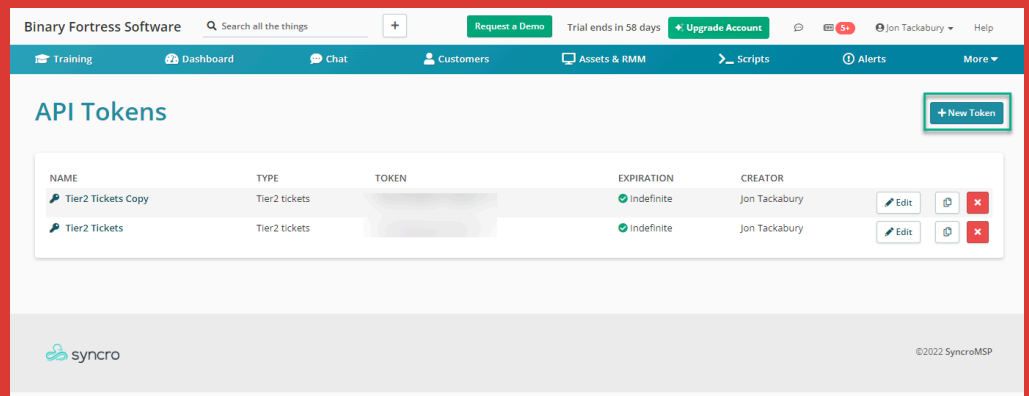 Binary Fortress Software Search all the things + Request a Demo Trial ends in 58 days Upgrade Account 5+ Jon Tackabury Help
Training Dashboard Chat Customers Assets & RMM Scripts Alerts More
API Tokens + New Token
NAME TYPE TOKEN EXPIRATION CREATOR
Tier2 Tickets Copy Tier2 tickets Indefinite Jon Tackabury Edit
Tier2 Tickets Tier2 tickets Indefinite Jon Tackabury Edit
syncro ©2022 SyncroMSP